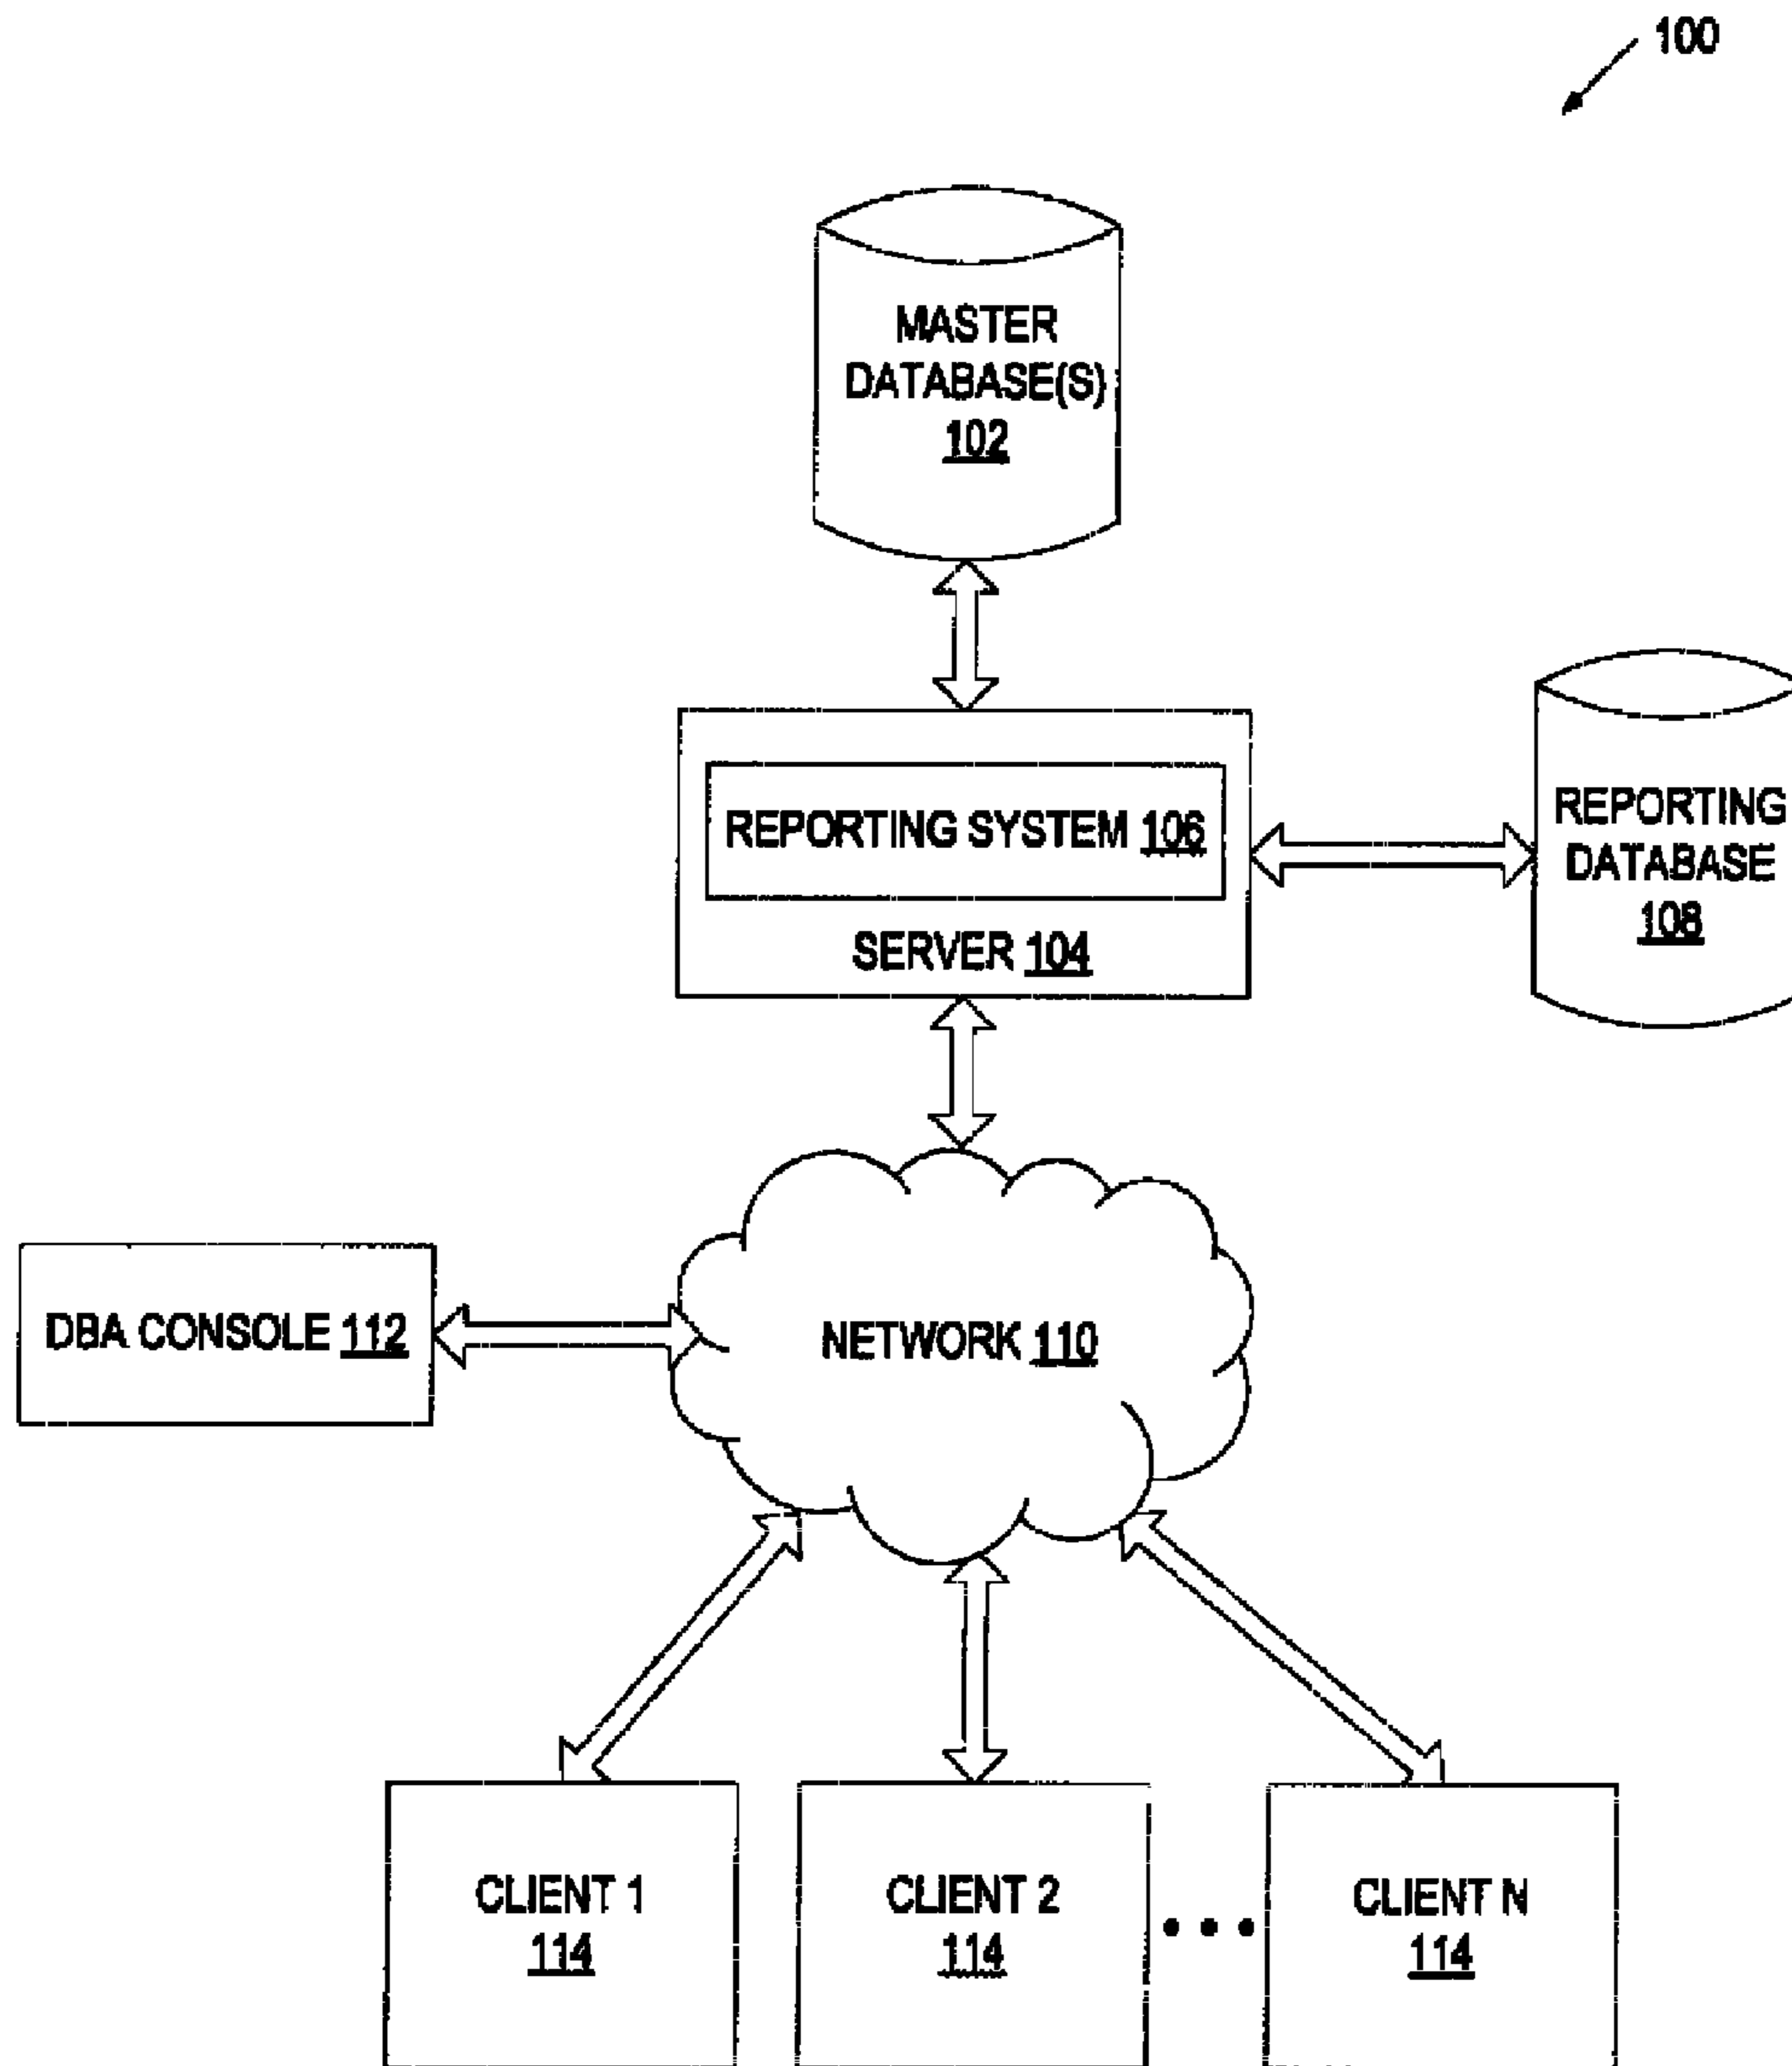 100
MASTER
DATABASE(S)
102
REPORTING SYSTEM 106
SERVER 104
REPORTING
DATABASE
108
DBA CONSOLE 112
NETWORK 110
CLIENT 1
114
CLIENT 2
114
CLIENT N
114